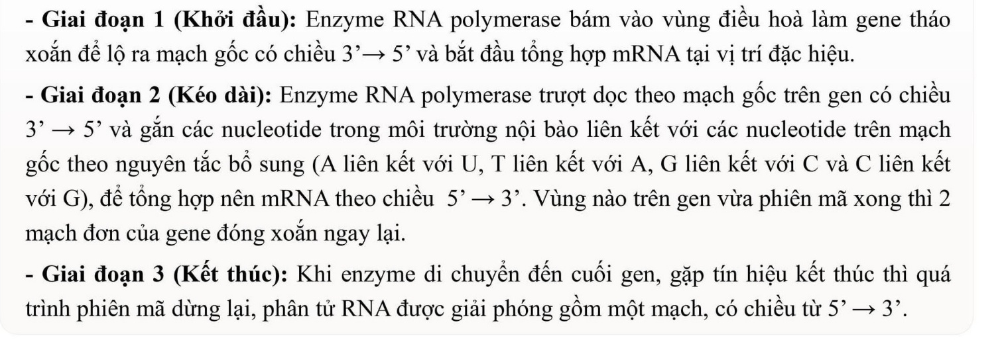 - Giai đoạn 1 (Khởi đầu): Enzyme RNA polymerase bám vào vùng điều hoà làm gene tháo
xoắn để lộ ra mạch gốc có chiều 3’→ 5’ và bắt đầu tổng hợp mRNA tại vị trí đặc hiệu.
- Giai đoạn 2 (Kéo dài): Enzyme RNA polymerase trượt dọc theo mạch gốc trên gen có chiều
3’ → 5’ và gắn các nucleotide trong môi trường nội bào liên kết với các nucleotide trên mạch
gốc theo nguyên tắc bổ sung (A liên kết với U, T liên kết với A, G liên kết với C và C liên kết
với G), để tổng hợp nên mRNA theo chiều 5’ → 3’. Vùng nào trên gen vừa phiên mã xong thì 2
mạch đơn của gene đóng xoắn ngay lại.
- Giai đoạn 3 (Kết thúc): Khi enzyme di chuyển đến cuối gen, gặp tín hiệu kết thúc thì quá
trình phiên mã dừng lại, phân tử RNA được giải phóng gồm một mạch, có chiều từ 5’ → 3’.